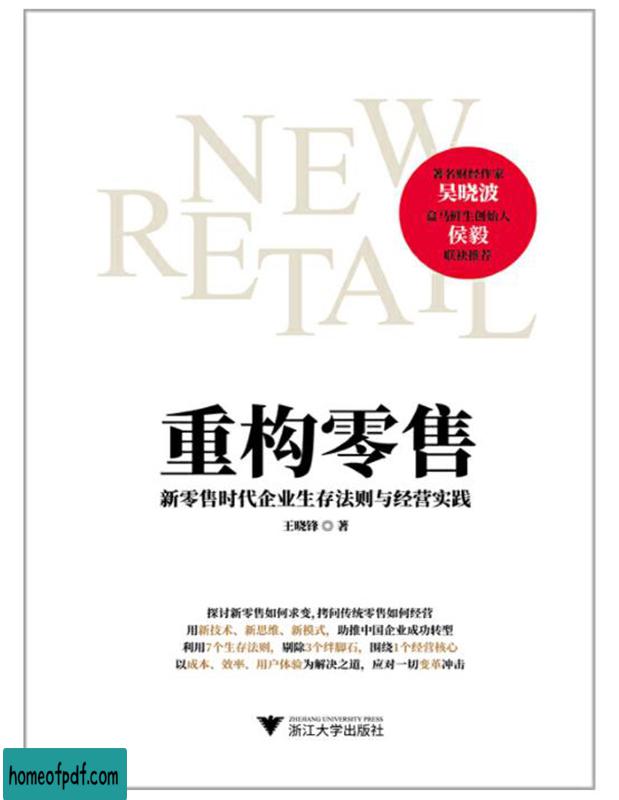 NEW
RETAIL
著名财经作家
吴晓波
盒马鲜生创始人
侯毅
联袂推荐
重构零售
新零售时代企业生存法则与经营实践
王晓锋◎著
探讨新零售如何求变,拷问传统零售如何经营
用新技术、新思维、新模式,助推中国企业成功转型
利用7个生存法则,剔除3个绊脚石,围绕1个经营核心
以成本、效率、用户体验为解决之道,应对一切变革冲击
ZHEJIANG UNIVERSITY PRESS
浙江大学出版社
homeofpdf.com